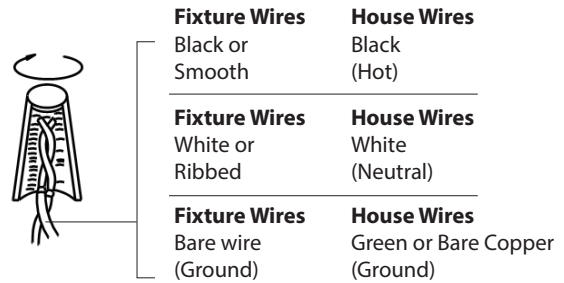 Fixture Wires House Wires
Black or Black
Smooth (Hot)
Fixture Wires House Wires
White or White
Ribbed (Neutral)
Fixture Wires House Wires
Bare wire Green or Bare Copper
(Ground) (Ground)